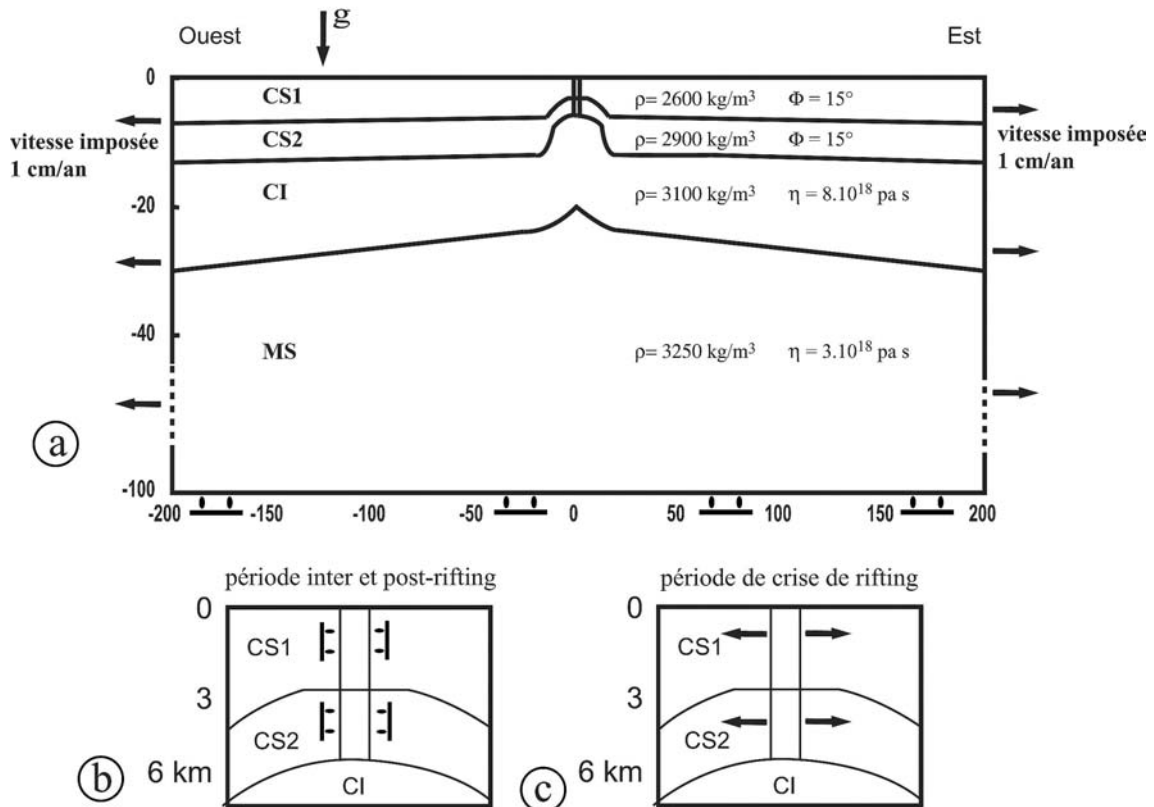 g
Ouest
Est
0
CS1
ρ= 2600 kg/m³ Φ = 15°
vitesse imposée
1 cm/an
CS2
ρ= 2900 kg/m³ Φ = 15°
vitesse imposée
1 cm/an
CI
ρ= 3100 kg/m³ η = 8.10¹⁸ pa s
-20
-40
MS
ρ= 3250 kg/m³ η = 3.10¹⁸ pa s
a
-100
-200 -150 -100 -50 0 50 100 150 200
période inter et post-rifting
0
CS1
3
CS2
6 km
CI
b
période de crise de rifting
0
CS1
3
CS2
6 km
CI
c